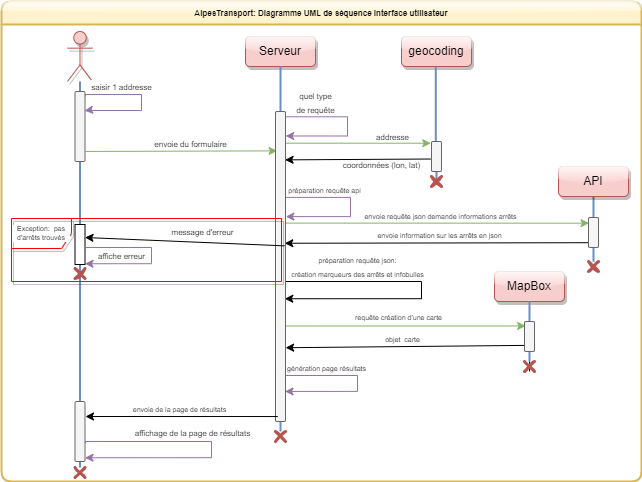 AlpesTransport: Diagramme UML de séquence interface utilisateur
Serveur
geocoding
saisir 1 adresse
quel type
de requête
envoie du formulaire
addresse
coordonnées (lon, lat)
API
préparation requête api
envoie requête json demande informations arrêts
Exception: pas
d'arrêts trouvés
message d'erreur
envoie information sur les arrêts en json
affiche erreur
préparation requête json:
création marqueurs des arrêts et infobulles
MapBox
requête création d'une carte
objet carte
génération page résultats
envoie de la page de résultats
affichage de la page de résultats